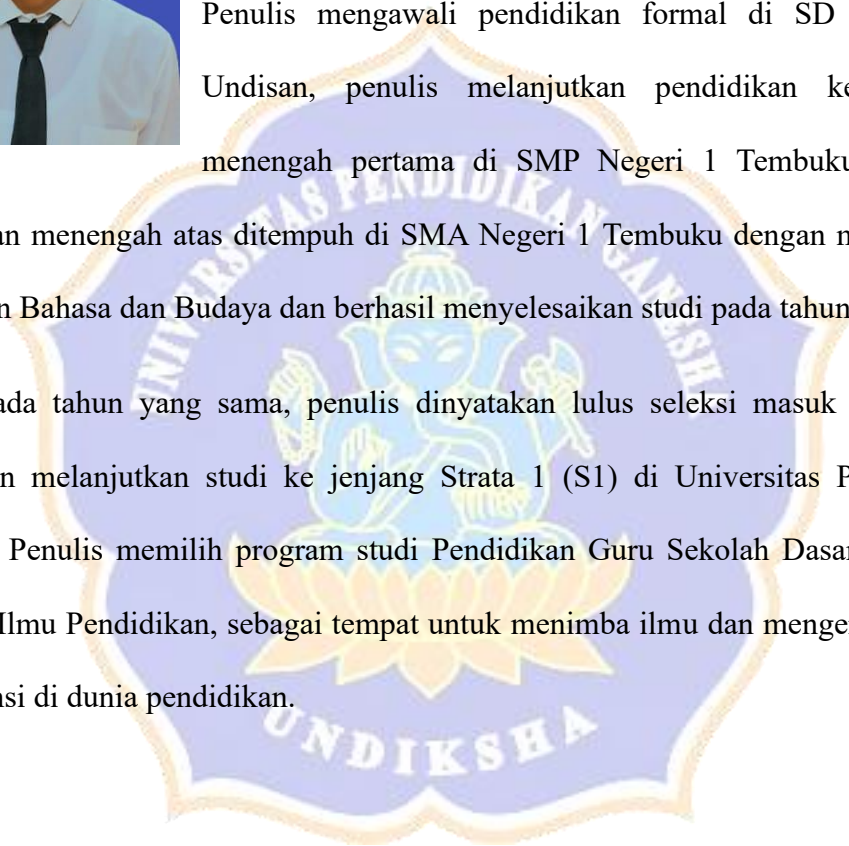 Penulis mengawali pendidikan formal di SD
Undisan, penulis melanjutkan pendidikan ke
menengah pertama di SMP Negeri 1 Tembuku
an menengah atas ditempuh di SMA Negeri 1 Tembuku dengan m
n Bahasa dan Budaya dan berhasil menyelesaikan studi pada tahun
ada tahun yang sama, penulis dinyatakan lulus seleksi masuk
n melanjutkan studi ke jenjang Strata 1 (S1) di Universitas P
Penulis memilih program studi Pendidikan Guru Sekolah Dasar
Ilmu Pendidikan, sebagai tempat untuk menimba ilmu dan menge
nsi di dunia pendidikan.
UNIVERSITAS PENDIDIKAN GANESHA
UNDIKSHA